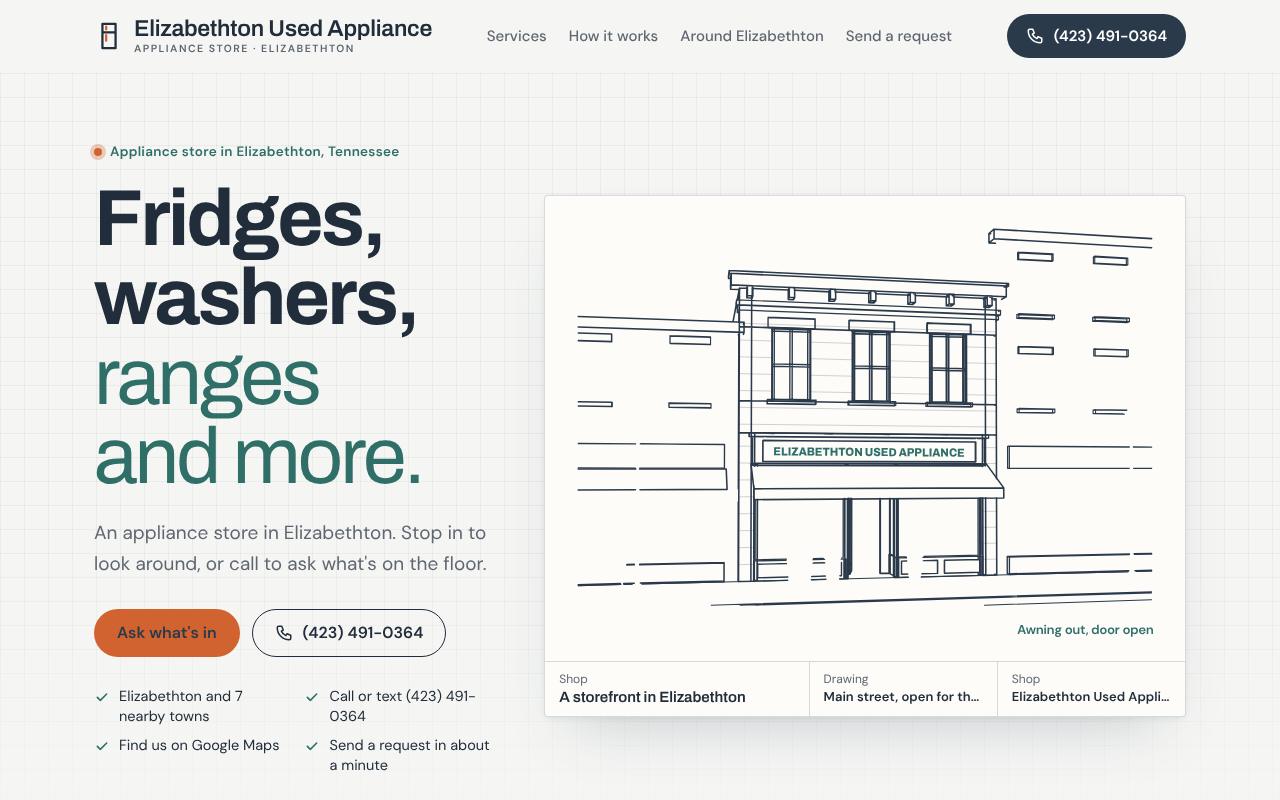 Elizabethton Used Appliance
APPLIANCE STORE · ELIZABETHTON
Services
How it works
Around Elizabethton
Send a request
(423) 491-0364
Appliance store in Elizabethton, Tennessee
Fridges,
washers,
ranges
and more.
An appliance store in Elizabethton. Stop in to
look around, or call to ask what's on the floor.
Ask what's in
(423) 491-0364
Elizabethton and 7
nearby towns
Call or text (423) 491-
0364
Find us on Google Maps
Send a request in about
a minute
ELIZABETHTON USED APPLIANCE
Awning out, door open
Shop
A storefront in Elizabethton
Drawing
Main street, open for th…
Shop
Elizabethton Used Appli…